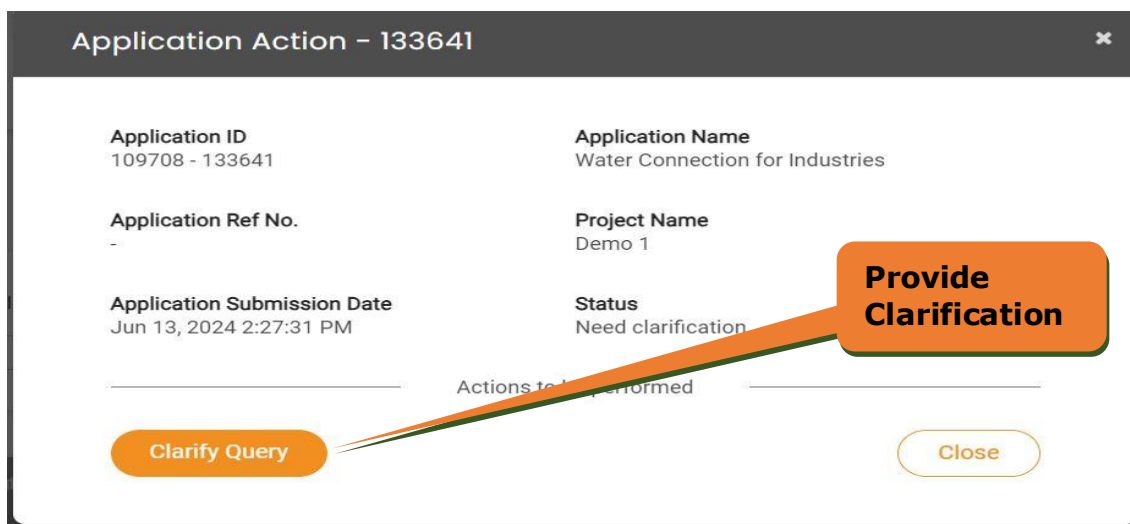 Application Action - 133641
Application ID
109708 - 133641
Application Name
Water Connection for Industries
Application Ref No.
-
Project Name
Demo 1
Application Submission Date
Jun 13, 2024 2:27:31 PM
Status
Need clarification
Provide
Clarification
Actions to
Clarify Query
Close